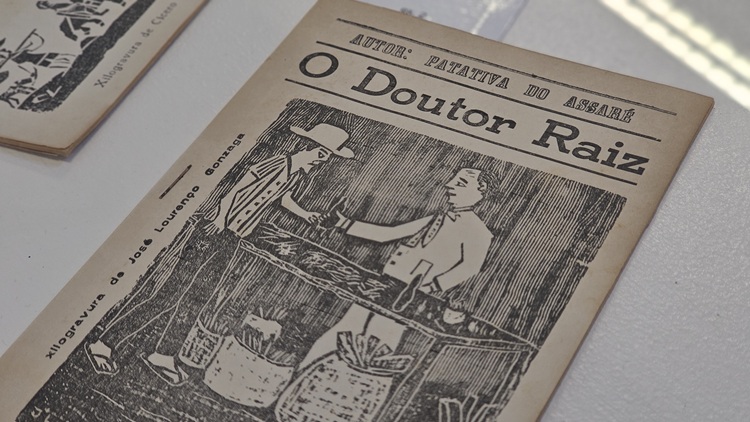 AUTOR: PATATIVA DO ASSARÉ
O Doutor Raiz
xilogravura de José Lourenço Gonzaga
Xilogravura de Cícero